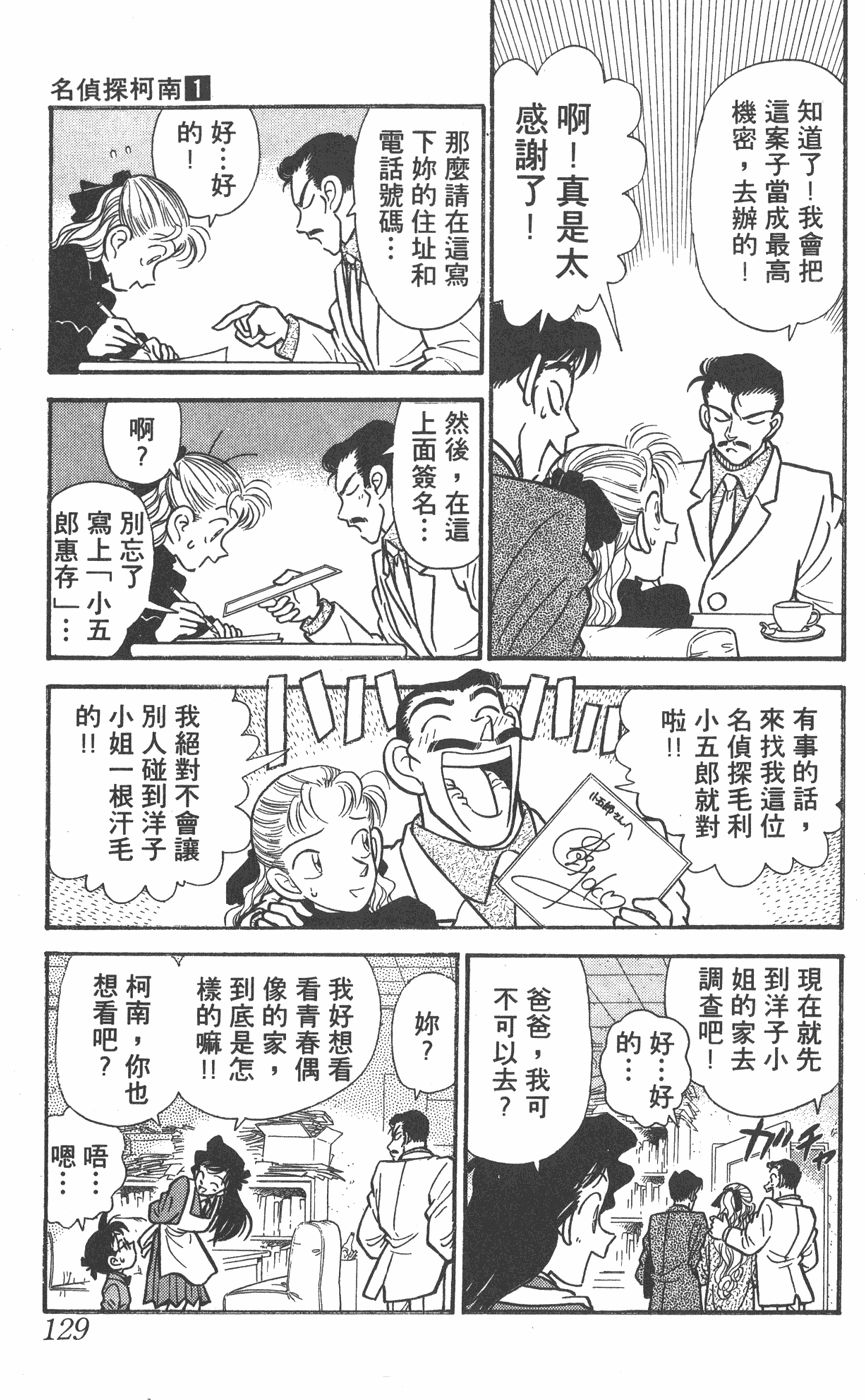 名偵探柯南1
知道了！我會把
這案子當成最高
機密，去辦的！
啊！真是太
感謝了！
那麼請在這寫
下妳的住址和
電話號碼…
好…好
的！
然後，在這
上面簽名…
啊？
別忘了
寫上「小五
郎惠存」…
有事的話，
來找我這位
名偵探毛利
小五郎就對
啦!!
我絕對不會讓
別人碰到洋子
小姐一根汗毛
的!!
現在就先
到洋子小
姐的家去
調查吧！
好…好
的…
ガチャ
爸爸，我可
不可以去？
妳？
我好想看
看青春偶
像的家，
到底是怎
樣的嘛!!
柯南，你也
想看吧？
唔…
嗯…
129